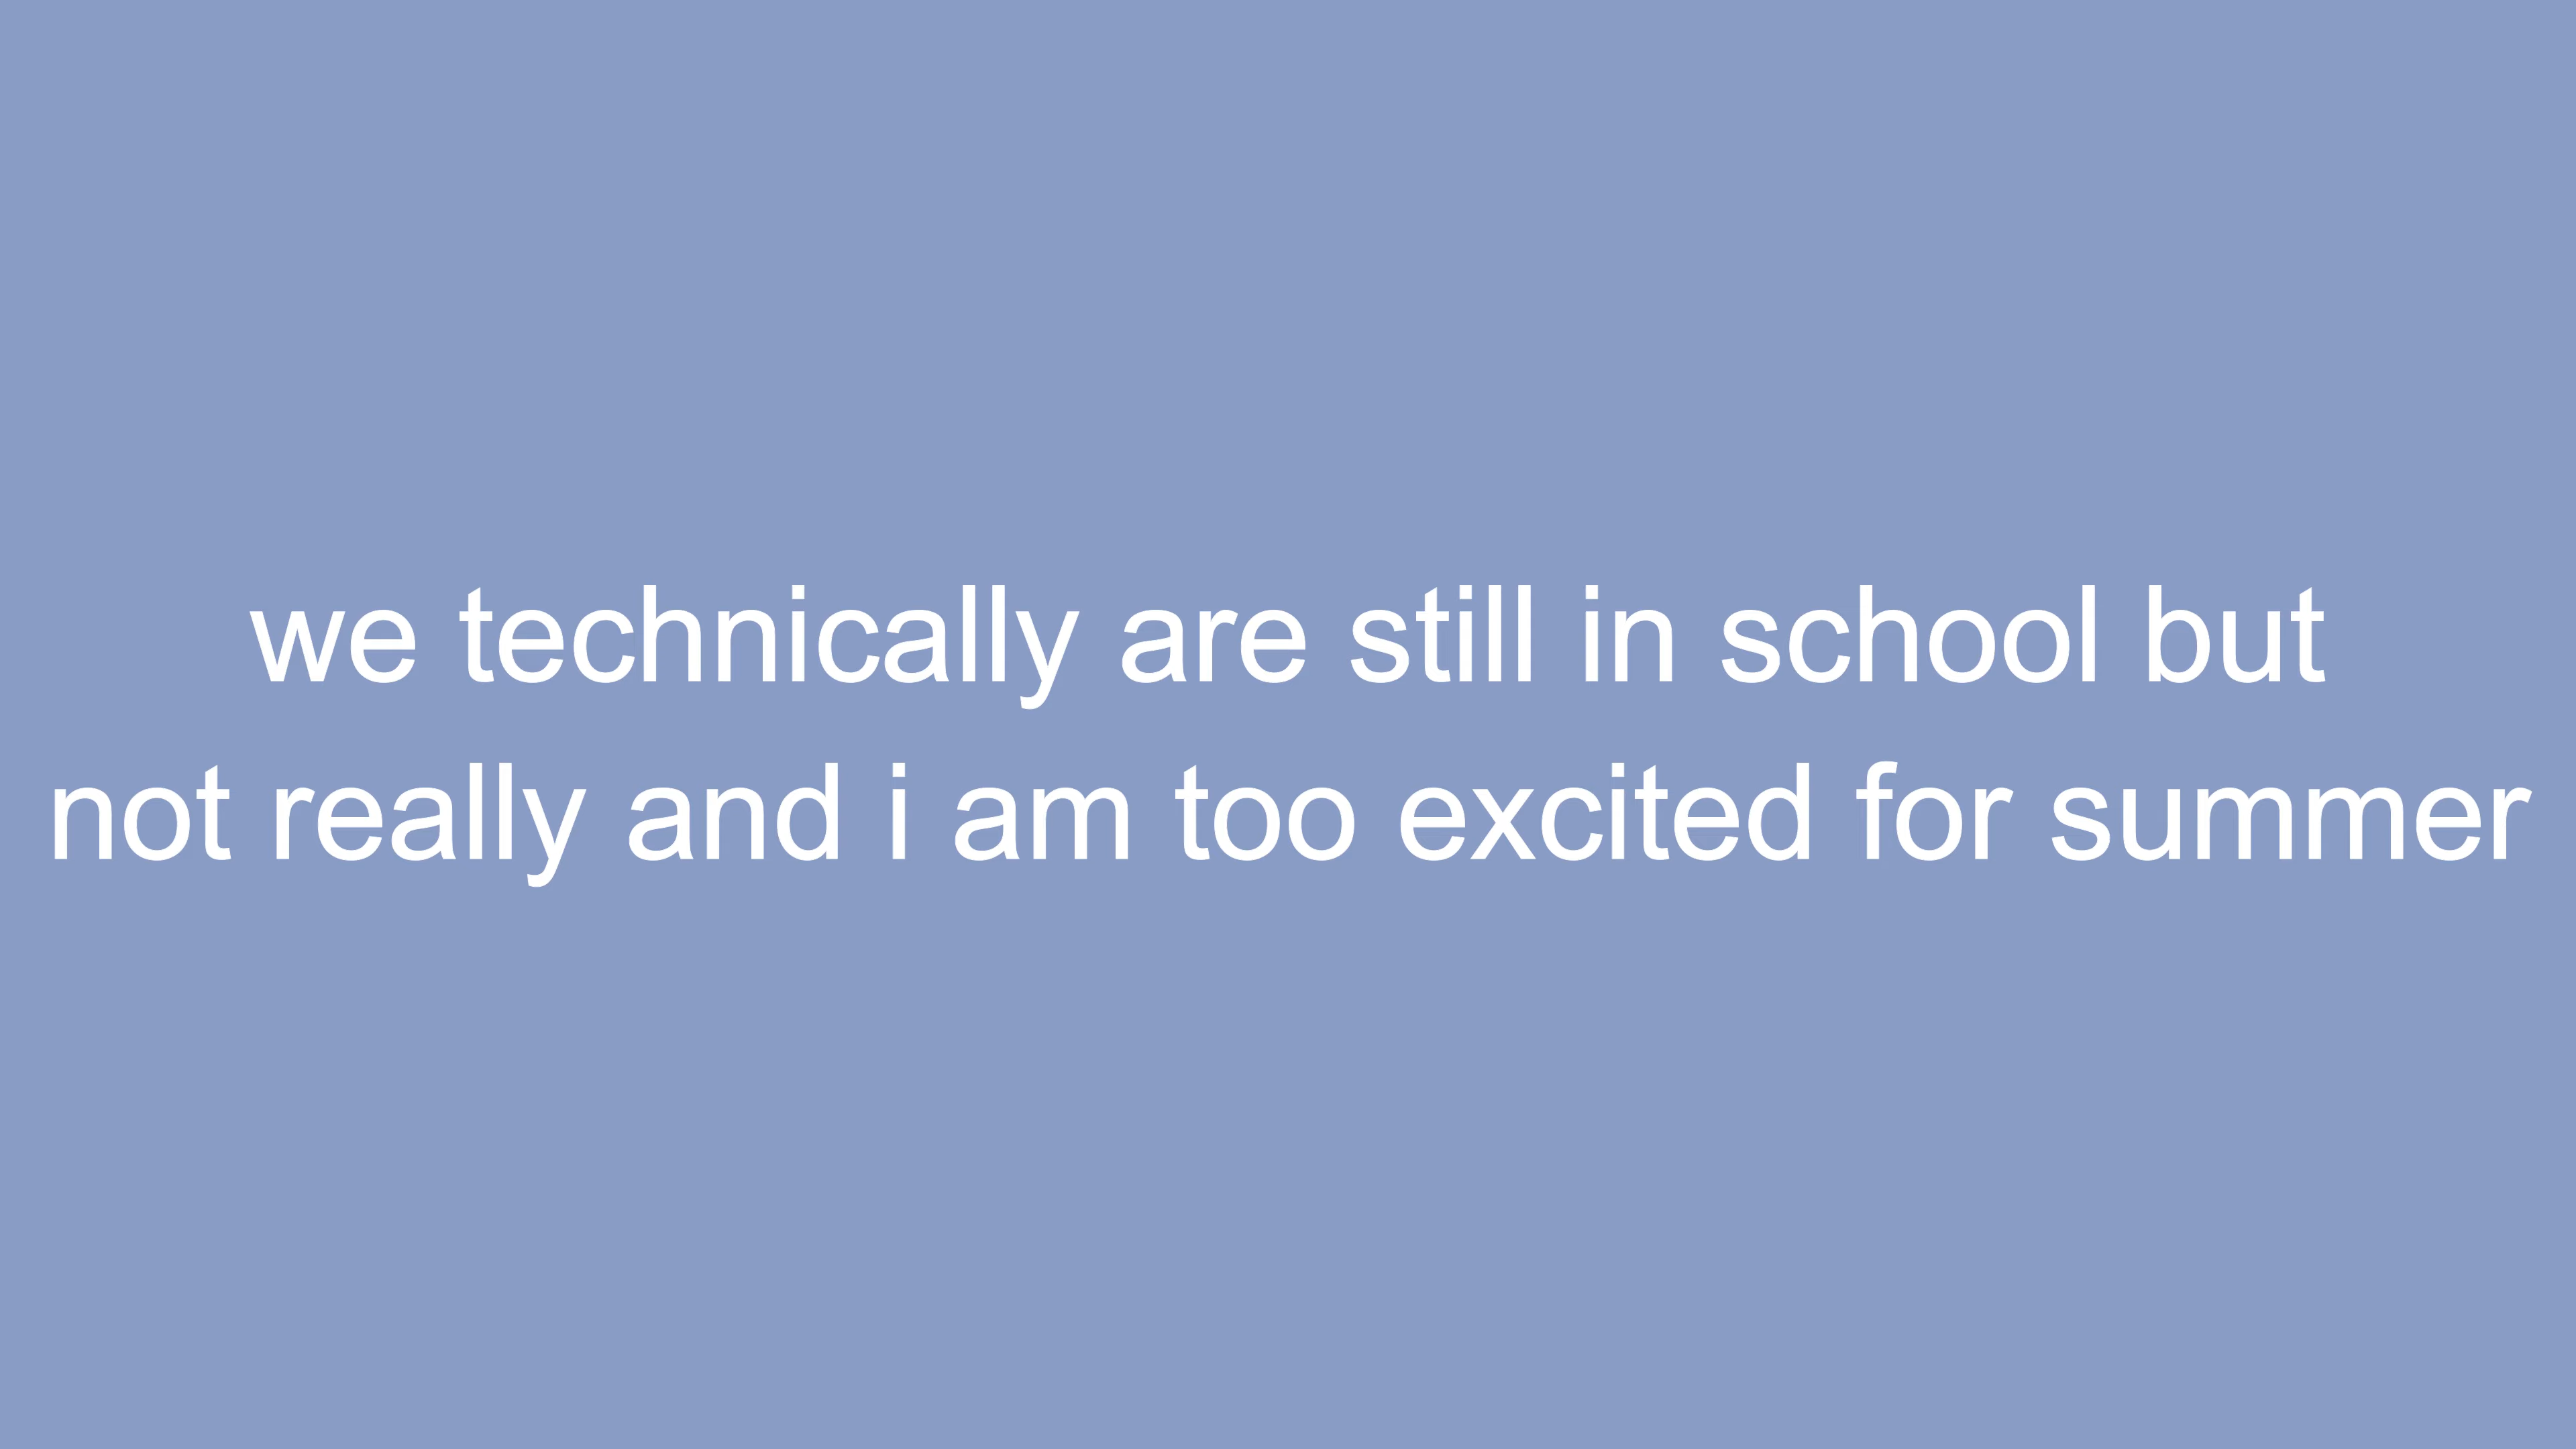 we technically are still in school but
not really and i am too excited for summer